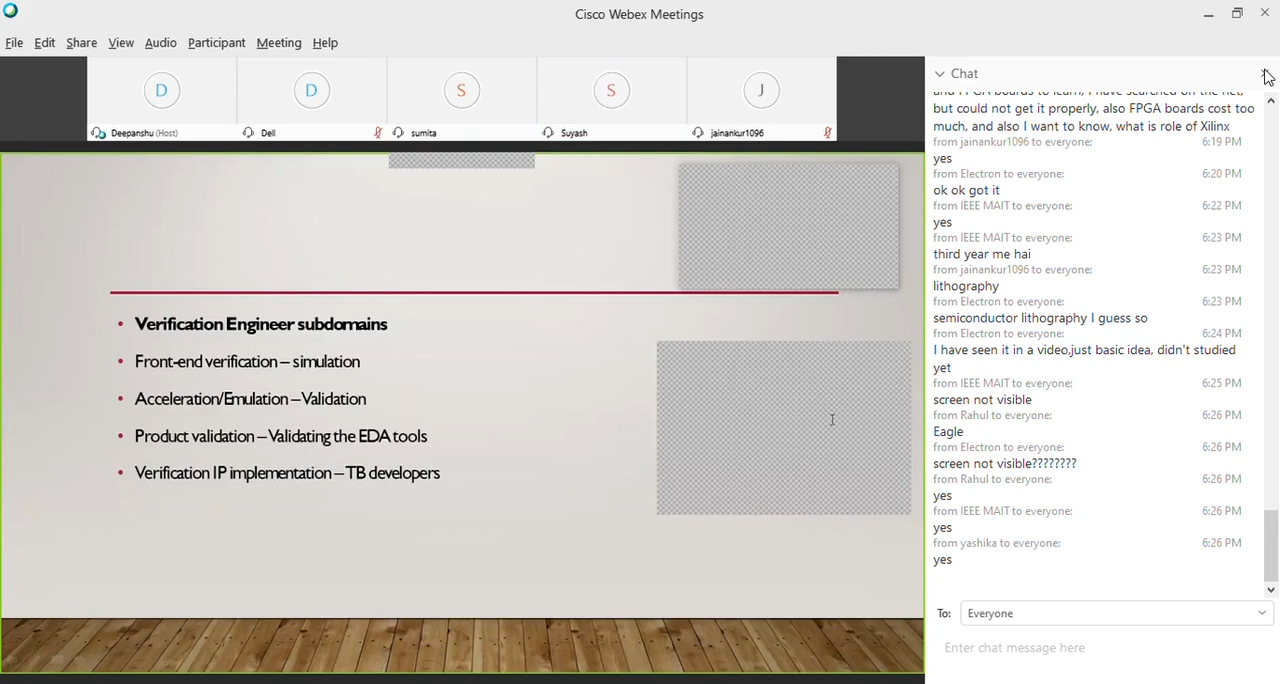 Cisco Webex Meetings
File Edit Share View Audio Participant Meeting Help
D D S S J
Deepanshu (Host) Dell sumita Suyash jainankur1096
• Verification Engineer subdomains
• Front-end verification – simulation
• Acceleration/Emulation – Validation
• Product validation – Validating the EDA tools
• Verification IP implementation – TB developers
Chat
and FPGA boards to learn, I have searched on the net,
but could not get it properly, also FPGA boards cost too
much, and also I want to know, what is role of Xilinx
from jainankur1096 to everyone: 6:19 PM
yes
from Electron to everyone: 6:20 PM
ok ok got it
from IEEE MAIT to everyone: 6:22 PM
yes
from IEEE MAIT to everyone: 6:23 PM
third year me hai
from jainankur1096 to everyone: 6:23 PM
lithography
from Electron to everyone: 6:23 PM
semiconductor lithography I guess so
from Electron to everyone: 6:24 PM
I have seen it in a video,just basic idea, didn't studied
yet
from IEEE MAIT to everyone: 6:25 PM
screen not visible
from Rahul to everyone: 6:26 PM
Eagle
from Electron to everyone: 6:26 PM
screen not visible????????
from Rahul to everyone: 6:26 PM
yes
from IEEE MAIT to everyone: 6:26 PM
yes
from yashika to everyone: 6:26 PM
yes
To: Everyone
Enter chat message here